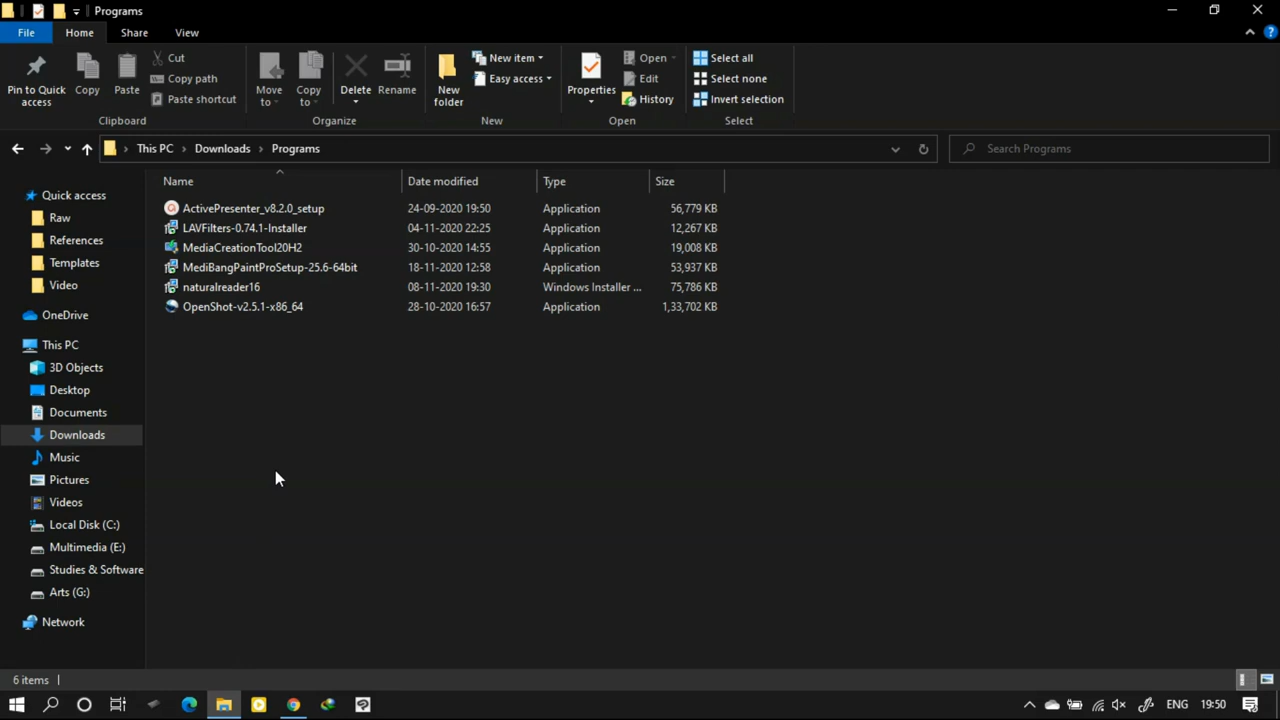 Programs
File Home Share View
Pin to Quick access
Copy
Paste
Cut
Copy path
Paste shortcut
Clipboard
Move to
Copy to
Delete
Rename
Organize
New folder
New item
Easy access
New
Properties
Open
Edit
History
Open
Select all
Select none
Invert selection
Select
This PC Downloads Programs
Search Programs
Name Date modified Type Size
ActivePresenter_v8.2.0_setup 24-09-2020 19:50 Application 56,779 KB
LAVFilters-0.74.1-Installer 04-11-2020 22:25 Application 12,267 KB
MediaCreationTool20H2 30-10-2020 14:55 Application 19,008 KB
MediBangPaintProSetup-25.6-64bit 18-11-2020 12:58 Application 53,937 KB
naturalreader16 08-11-2020 19:30 Windows Installer ... 75,786 KB
OpenShot-v2.5.1-x86_64 28-10-2020 16:57 Application 1,33,702 KB
Quick access
Raw
References
Templates
Video
OneDrive
This PC
3D Objects
Desktop
Documents
Downloads
Music
Pictures
Videos
Local Disk (C:)
Multimedia (E:)
Studies & Software
Arts (G:)
Network
6 items
ENG 19:50